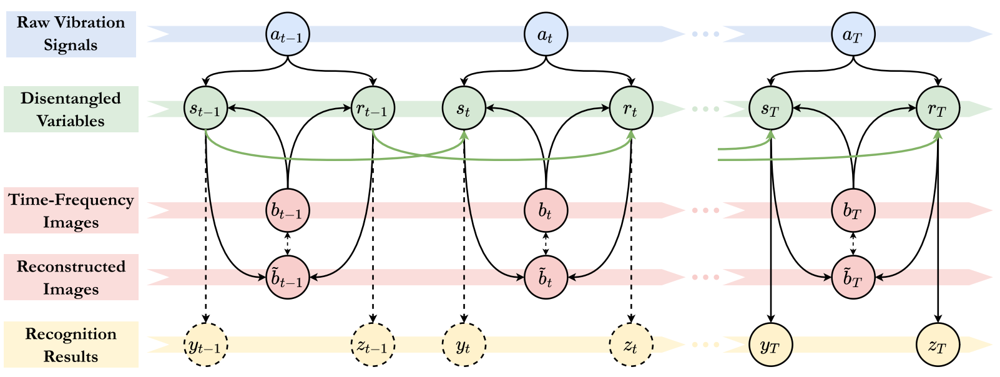 Raw Vibration
Signals
a_{t−1}
a_t
a_T
Disentangled
Variables
s_{t−1}
r_{t−1}
s_t
r_t
s_T
r_T
Time-Frequency
Images
b_{t−1}
b_t
b_T
Reconstructed
Images
b̃_{t−1}
b̃_t
b̃_T
Recognition
Results
y_{t−1}
z_{t−1}
y_t
z_t
y_T
z_T